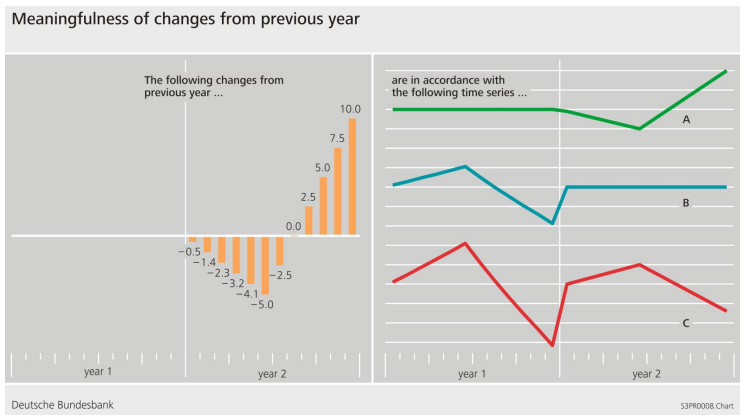 Meaningfulness of changes from previous year
The following changes from
previous year ...
are in accordance with
the following time series ...
10.0
7.5
5.0
2.5
0.0
−0.5
−1.4
−2.3
−3.2
−4.1
−5.0
−2.5
A
B
C
year 1
year 2
year 1
year 2
Deutsche Bundesbank
S3PR0008.Chart